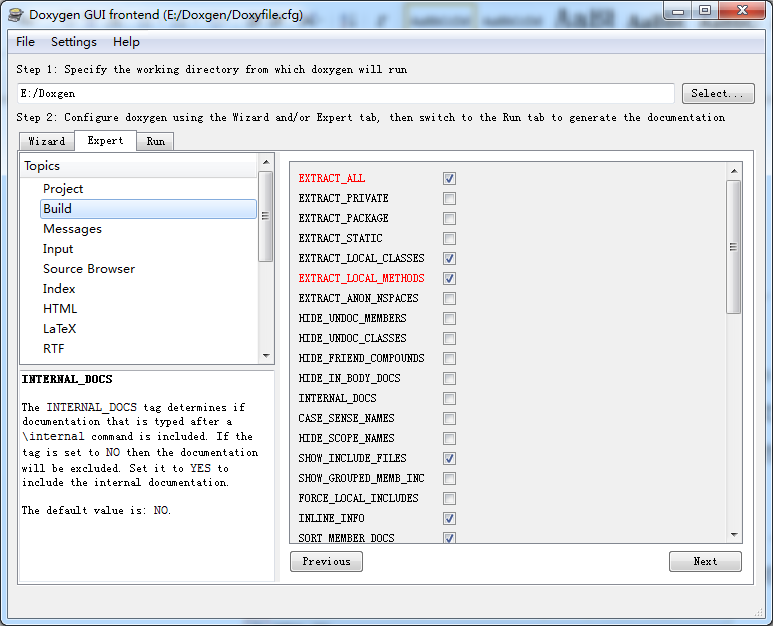 Doxygen GUI frontend (E:/Doxgen/Doxyfile.cfg)
File Settings Help
Step 1: Specify the working directory from which doxygen will run
E:/Doxgen
Select...
Step 2: Configure doxygen using the Wizard and/or Expert tab, then switch to the Run tab to generate the documentation
Wizard Expert Run
Topics
Project
Build
Messages
Input
Source Browser
Index
HTML
LaTeX
RTF
INTERNAL_DOCS
The INTERNAL_DOCS tag determines if
documentation that is typed after a
\internal command is included. If the
tag is set to NO then the documentation
will be excluded. Set it to YES to
include the internal documentation.
The default value is: NO.
EXTRACT_ALL
EXTRACT_PRIVATE
EXTRACT_PACKAGE
EXTRACT_STATIC
EXTRACT_LOCAL_CLASSES
EXTRACT_LOCAL_METHODS
EXTRACT_ANON_NSPACES
HIDE_UNDOC_MEMBERS
HIDE_UNDOC_CLASSES
HIDE_FRIEND_COMPOUNDS
HIDE_IN_BODY_DOCS
INTERNAL_DOCS
CASE_SENSE_NAMES
HIDE_SCOPE_NAMES
SHOW_INCLUDE_FILES
SHOW_GROUPED_MEMB_INC
FORCE_LOCAL_INCLUDES
INLINE_INFO
SORT_MEMBER_DOCS
Previous
Next